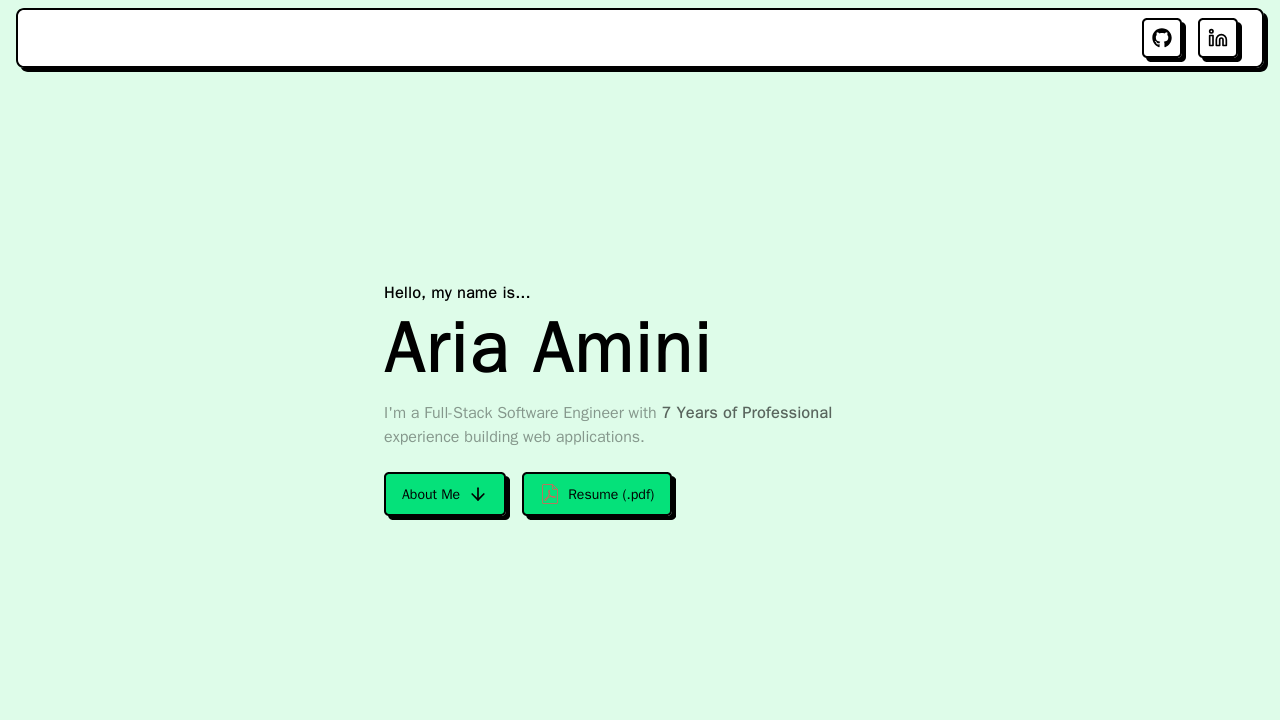 Hello, my name is...
Aria Amini
I'm a Full-Stack Software Engineer with 7 Years of Professional
experience building web applications.
About Me
Resume (.pdf)